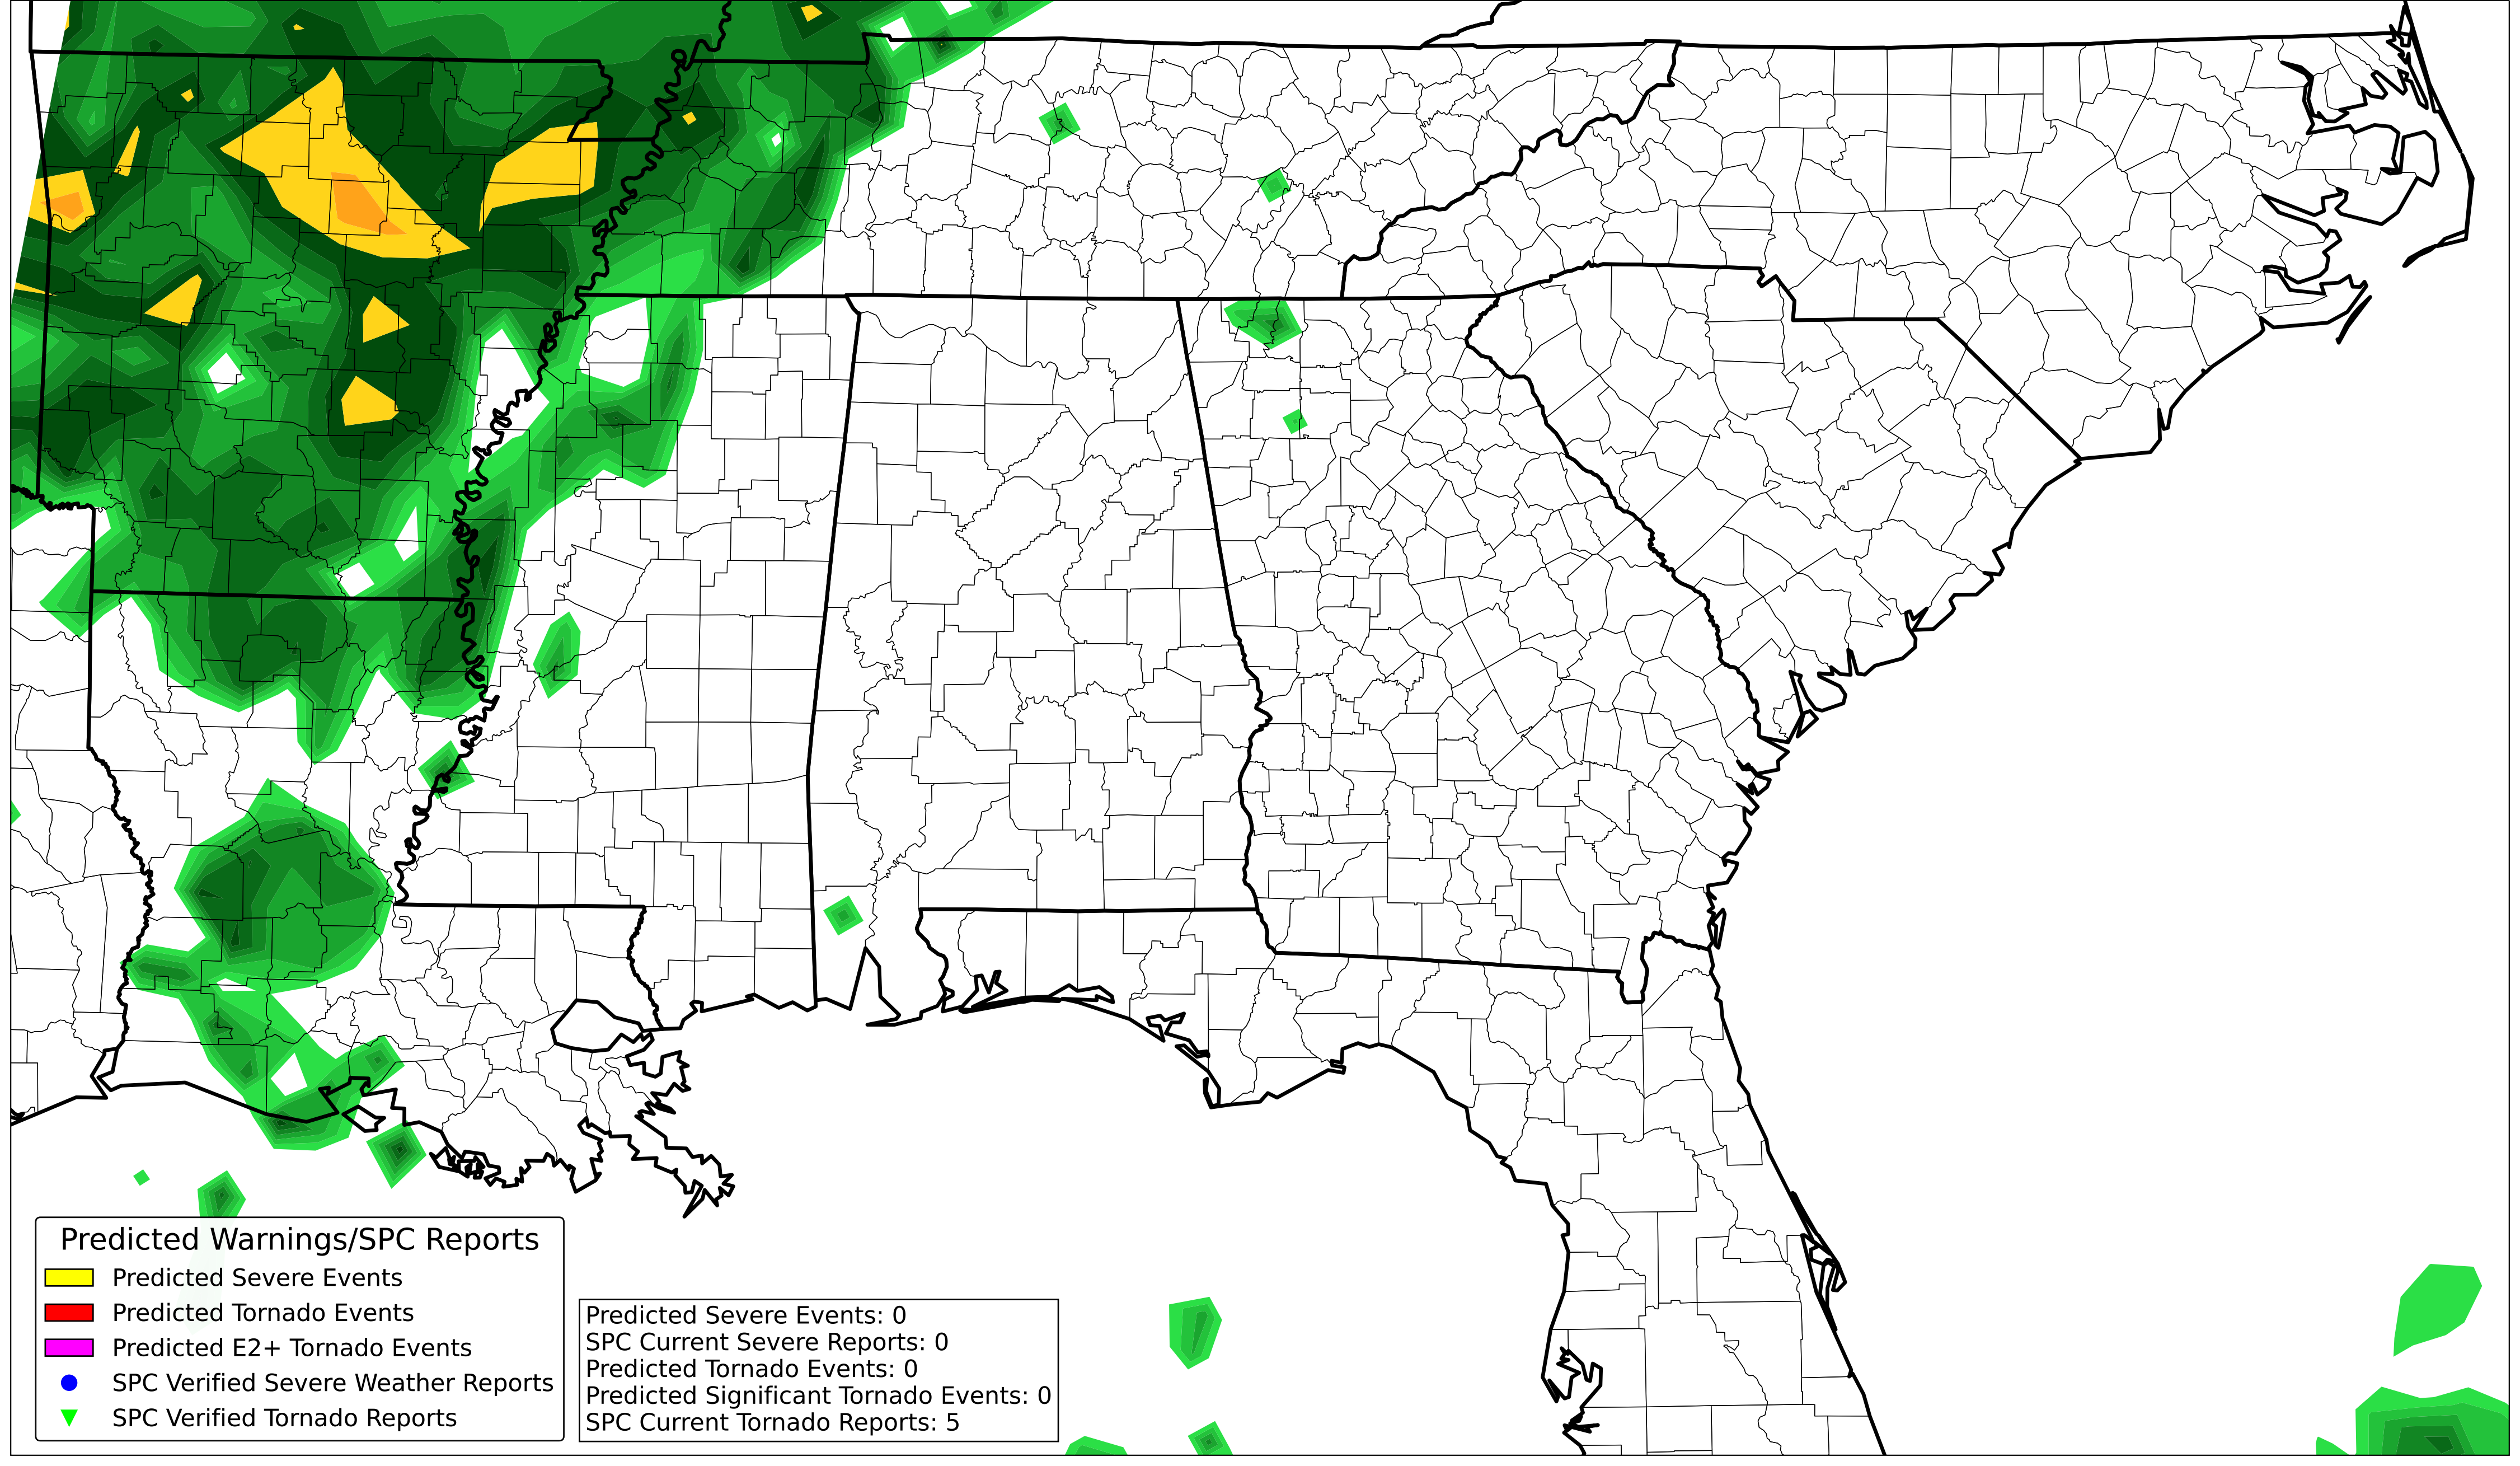 Predicted Warnings/SPC Reports
Predicted Severe Events
Predicted Tornado Events
Predicted E2+ Tornado Events
SPC Verified Severe Weather Reports
SPC Verified Tornado Reports
Predicted Severe Events: 0
SPC Current Severe Reports: 0
Predicted Tornado Events: 0
Predicted Significant Tornado Events: 0
SPC Current Tornado Reports: 5